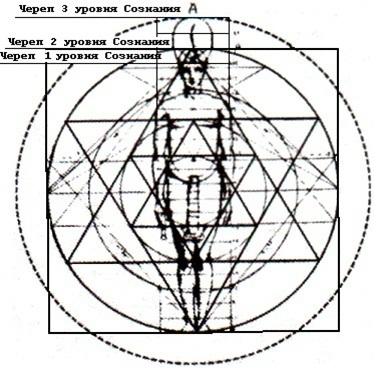 Череп 3 уровня Сознания A
Череп 2 уровня Сознания
Череп 1 уровня Сознания